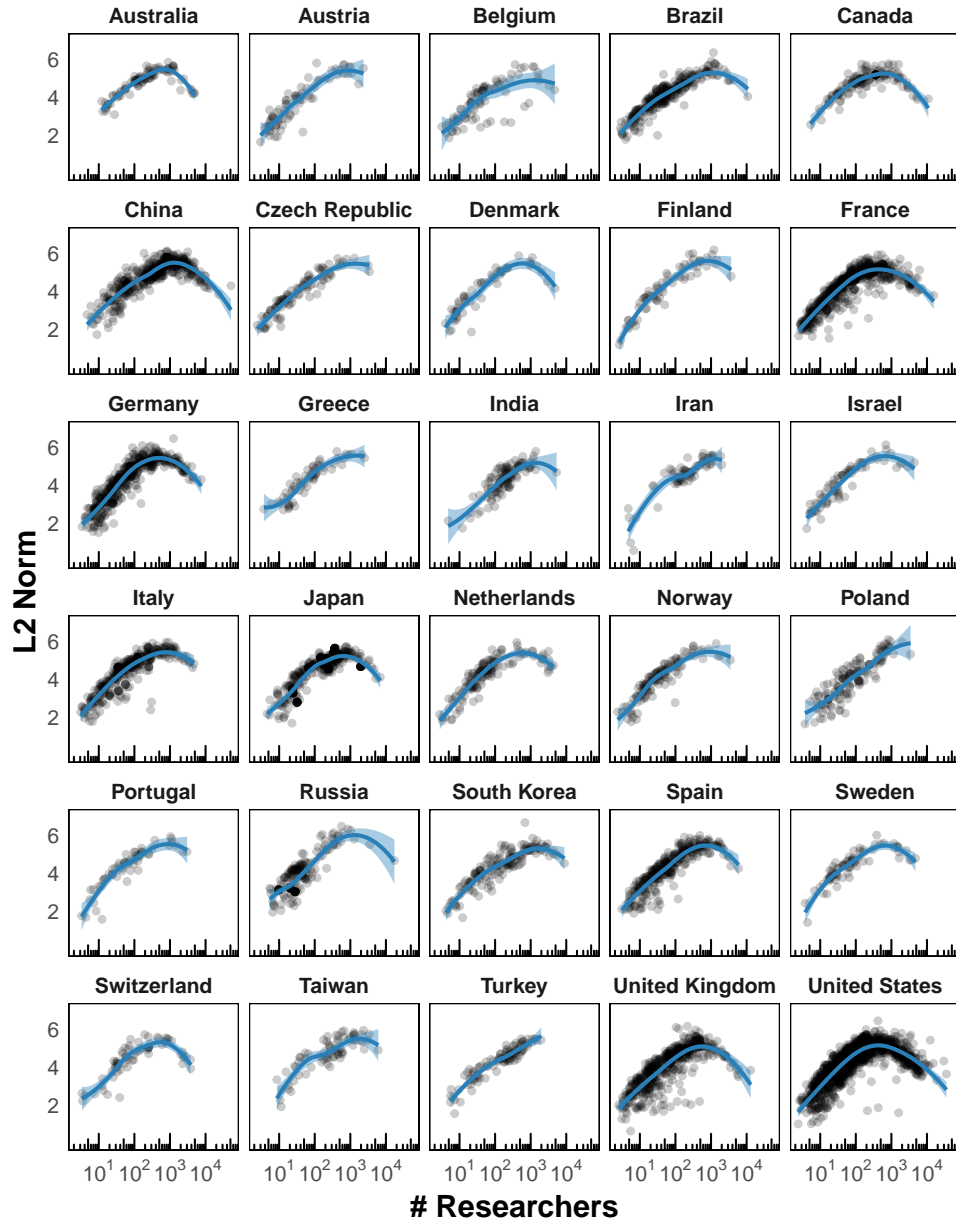 Australia Austria Belgium Brazil Canada
6
4
2
China Czech Republic Denmark Finland France
6
4
2
Germany Greece India Iran Israel
6
4
2
L2 Norm
Italy Japan Netherlands Norway Poland
6
4
2
Portugal Russia South Korea Spain Sweden
6
4
2
Switzerland Taiwan Turkey United Kingdom United States
6
4
2
10¹ 10² 10³ 10⁴ 10¹ 10² 10³ 10⁴ 10¹ 10² 10³ 10⁴ 10¹ 10² 10³ 10⁴ 10¹ 10² 10³ 10⁴
# Researchers